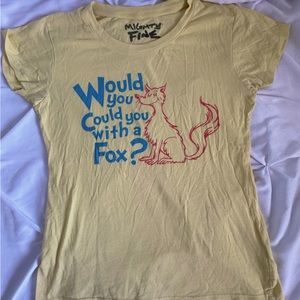 MIGHTY
FINE
Would
you
Could you
with a
Fox?